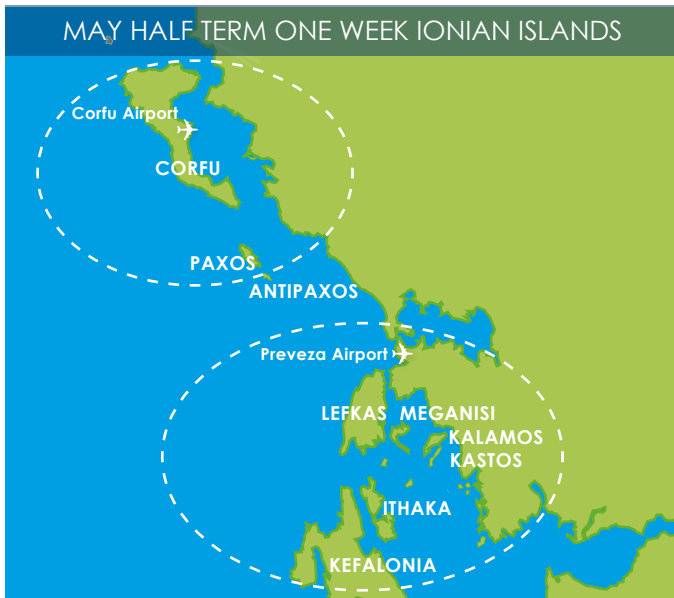 MAY HALF TERM ONE WEEK IONIAN ISLANDS
Corfu Airport
CORFU
PAXOS
ANTIPAXOS
Preveza Airport
LEFKAS
MEGANISI
KALAMOS
KASTOS
ITHAKA
KEFALONIA